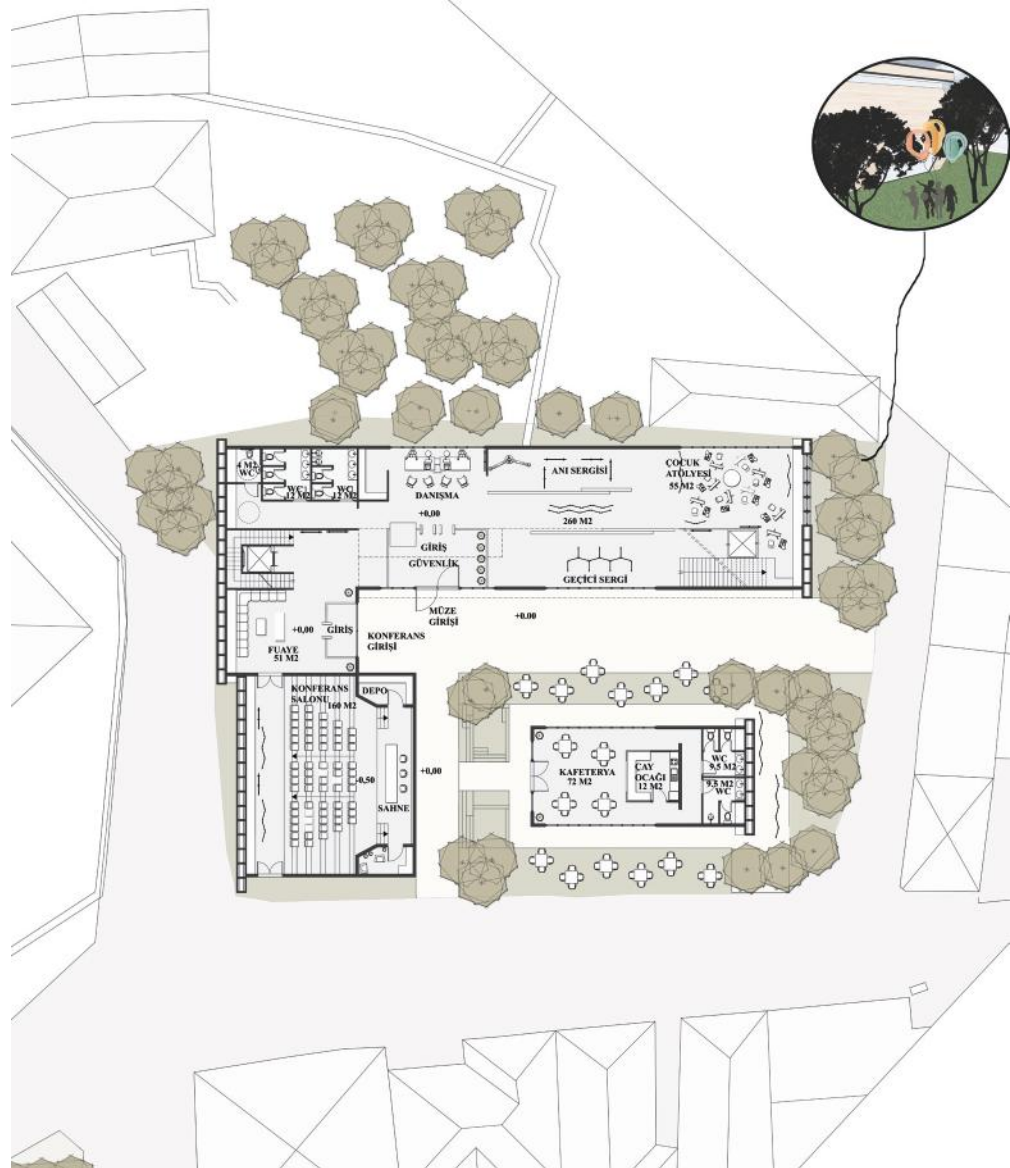 4 M2
WC
WC
12 M2
WC
12 M2
DANIŞMA
ANI SERGİSİ
ÇOCUK
ATÖLYESİ
55 M2
+0,00
260 M2
GİRİŞ
GÜVENLİK
GEÇİCİ SERGİ
MÜZE
GİRİŞİ
+0.00
+0,00
GİRİŞ
KONFERANS
GİRİŞİ
FUAYE
51 M2
KONFERANS
SALONU
160 M2
DEPO
+0,00
-0,50
SAHNE
KAFETERYA
72 M2
ÇAY
OCAĞI
12 M2
WC
9.5 M2
9.5 M2
WC